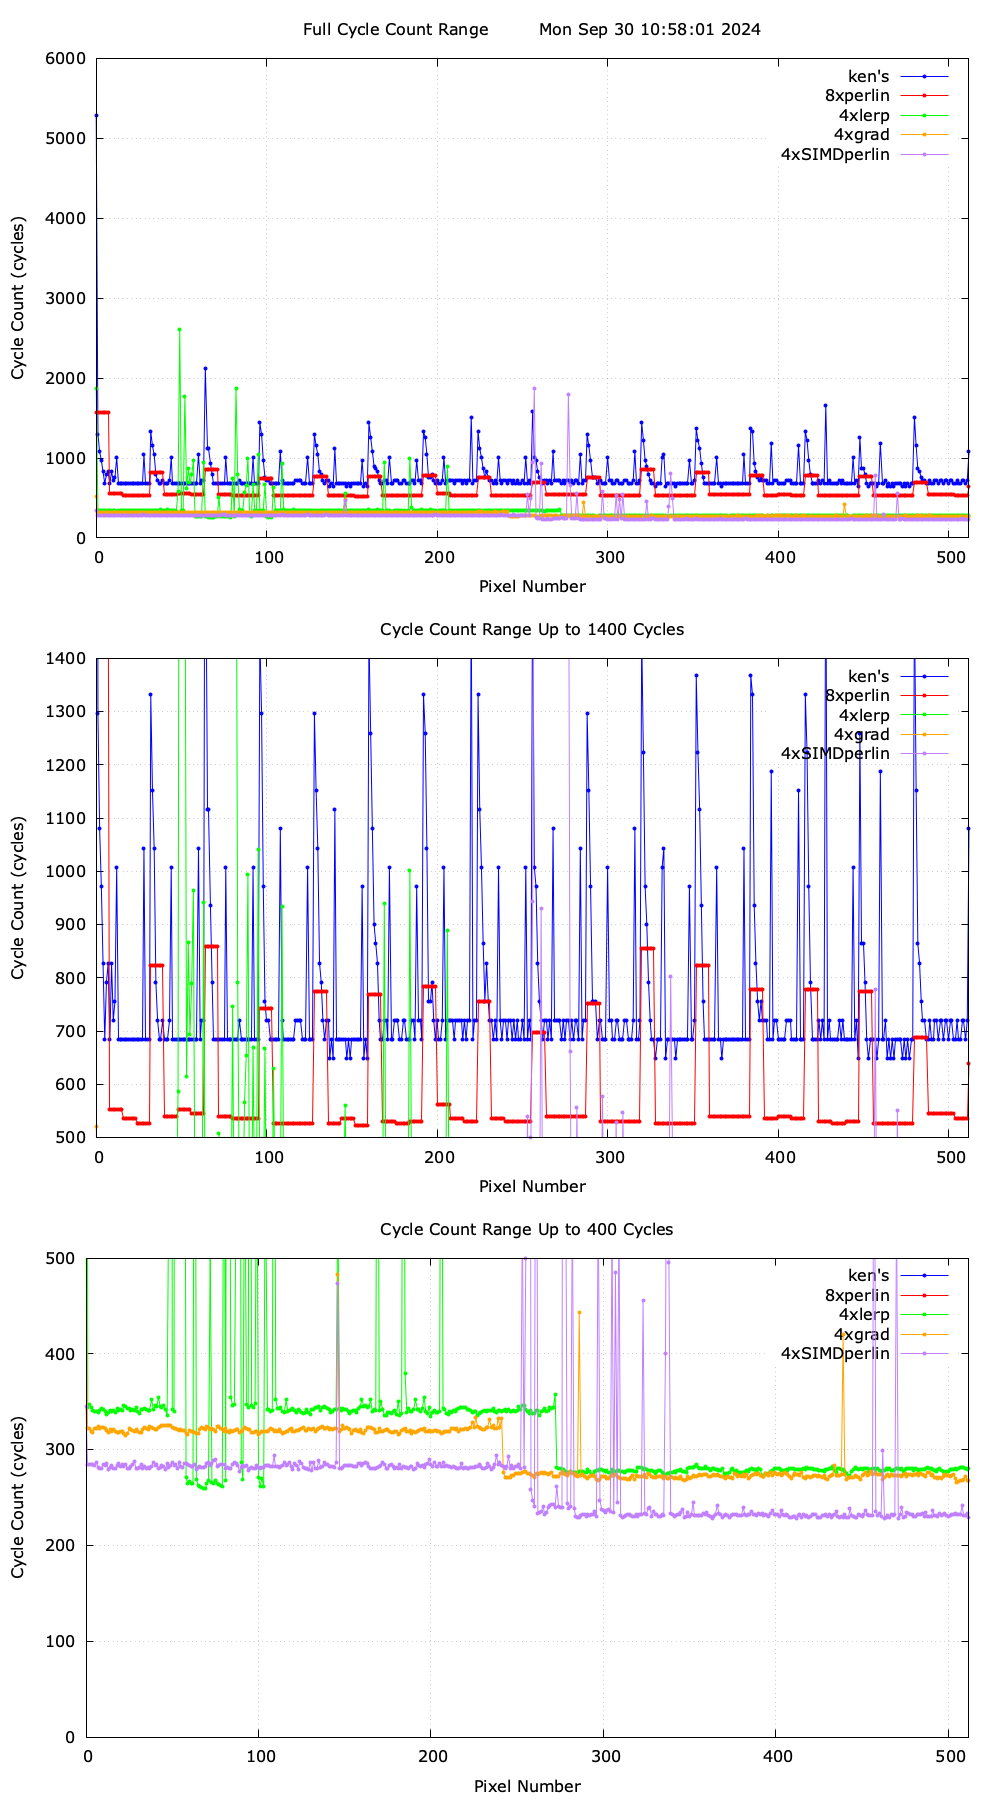 Full Cycle Count Range Mon Sep 30 10:58:01 2024
6000
5000
4000
3000
2000
1000
0
Cycle Count (cycles)
ken's
8xperlin
4xlerp
4xgrad
4xSIMDperlin
0 100 200 300 400 500
Pixel Number
Cycle Count Range Up to 1400 Cycles
1400
1300
1200
1100
1000
900
800
700
600
500
Cycle Count (cycles)
ken's
8xperlin
4xlerp
4xgrad
4xSIMDperlin
0 100 200 300 400 500
Pixel Number
Cycle Count Range Up to 400 Cycles
500
400
300
200
100
0
Cycle Count (cycles)
ken's
8xperlin
4xlerp
4xgrad
4xSIMDperlin
0 100 200 300 400 500
Pixel Number